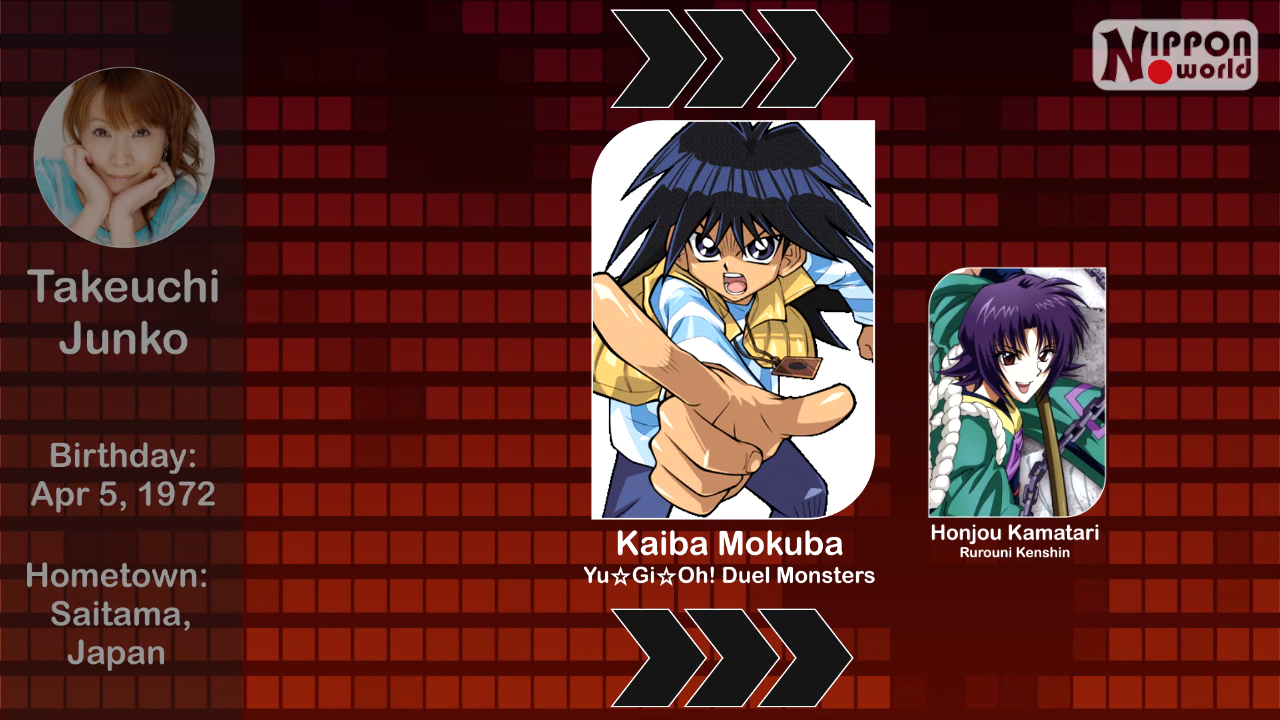 NIPPON
world
Takeuchi
Junko
Birthday:
Apr 5, 1972
Hometown:
Saitama,
Japan
Kaiba Mokuba
Yu☆Gi☆Oh! Duel Monsters
Honjou Kamatari
Rurouni Kenshin